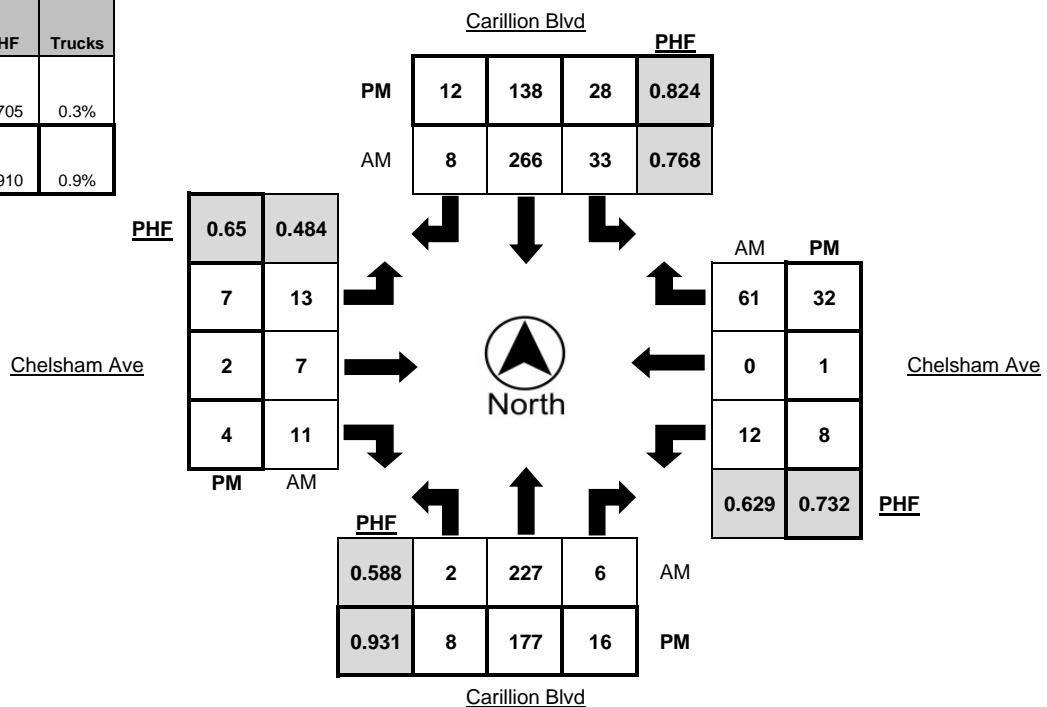 Carillion Blvd
PHF
Trucks
PM 12 138 28 0.824
0.3%
AM 8 266 33 0.768
0.9%
PHF 0.65 0.484
AM PM
7 13
61 32
Chelsham Ave 2 7
0 1 Chelsham Ave
North
4 11
12 8
PM AM
0.629 0.732 PHF
PHF
0.588 2 227 6 AM
0.931 8 177 16 PM
Carillion Blvd